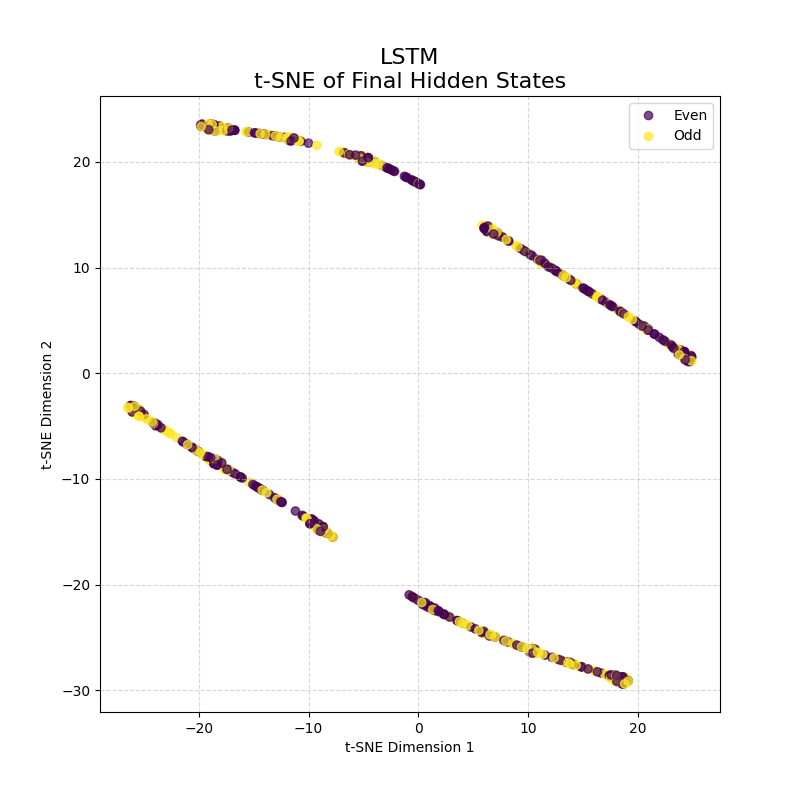 LSTM
t-SNE of Final Hidden States
Even
Odd
20
10
0
−10
−20
−30
t-SNE Dimension 2
−20
−10
0
10
20
t-SNE Dimension 1